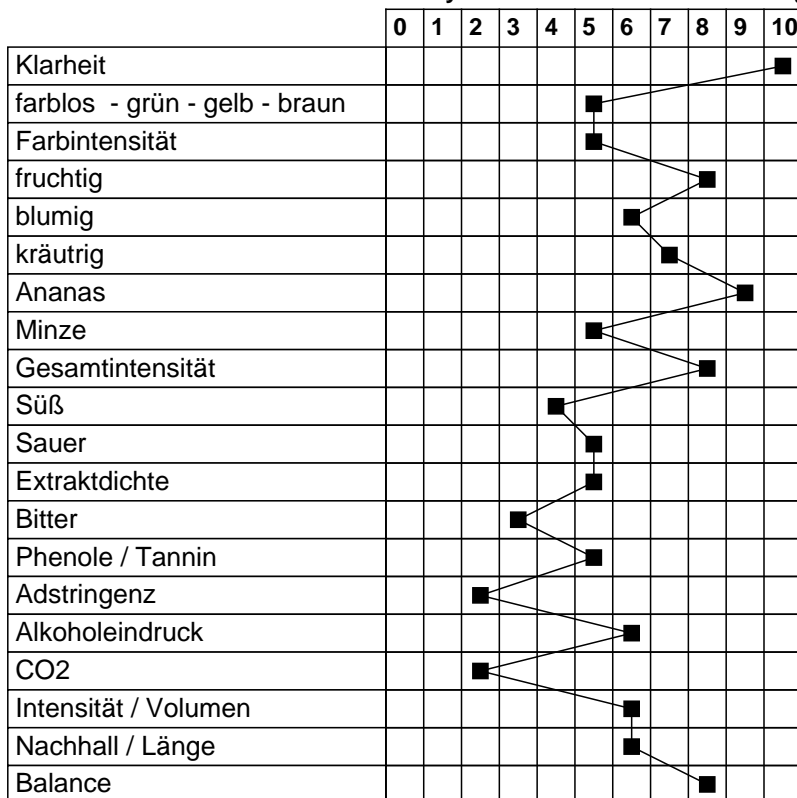 0 1 2 3 4 5 6 7 8 9 10
Klarheit
farblos - grün - gelb - braun
Farbintensität
fruchtig
blumig
kräutrig
Ananas
Minze
Gesamtintensität
Süß
Sauer
Extraktdichte
Bitter
Phenole / Tannin
Adstringenz
Alkoholeindruck
CO2
Intensität / Volumen
Nachhall / Länge
Balance